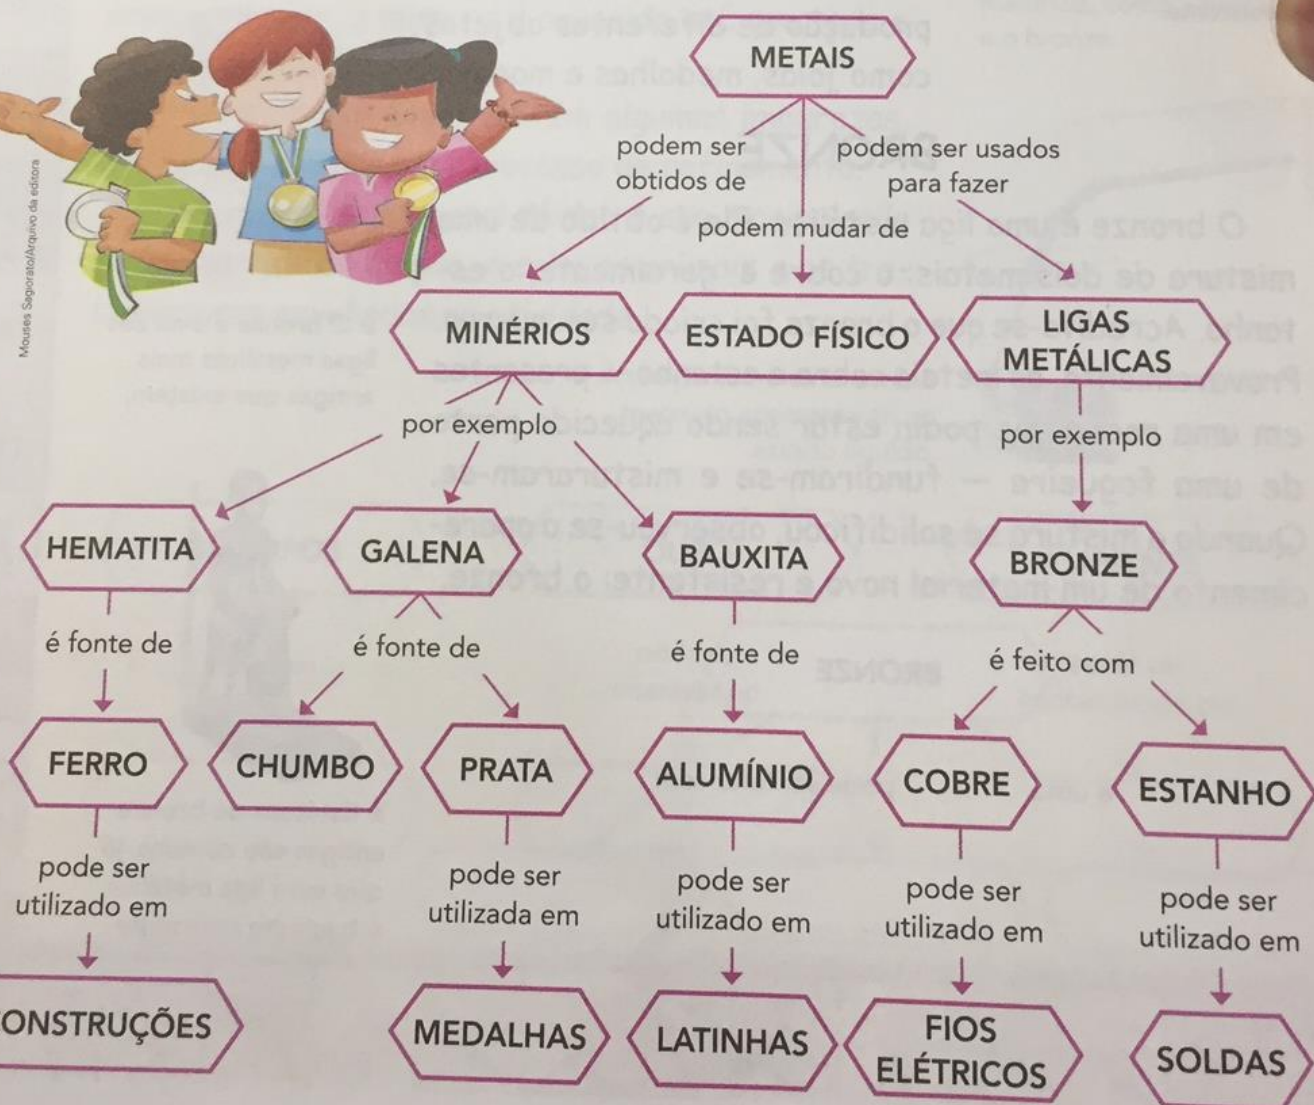 METAIS
podem ser
obtidos de
podem mudar de
podem ser usados
para fazer
MINÉRIOS
ESTADO FÍSICO
LIGAS
METÁLICAS
por exemplo
por exemplo
HEMATITA
GALENA
BAUXITA
BRONZE
é fonte de
é fonte de
é fonte de
é feito com
FERRO
CHUMBO
PRATA
ALUMÍNIO
COBRE
ESTANHO
pode ser
utilizado em
pode ser
utilizada em
pode ser
utilizado em
pode ser
utilizado em
pode ser
utilizado em
ONSTRUÇÕES
MEDALHAS
LATINHAS
FIOS
ELÉTRICOS
SOLDAS
Mouses Sagiorato/Arquivo da editora